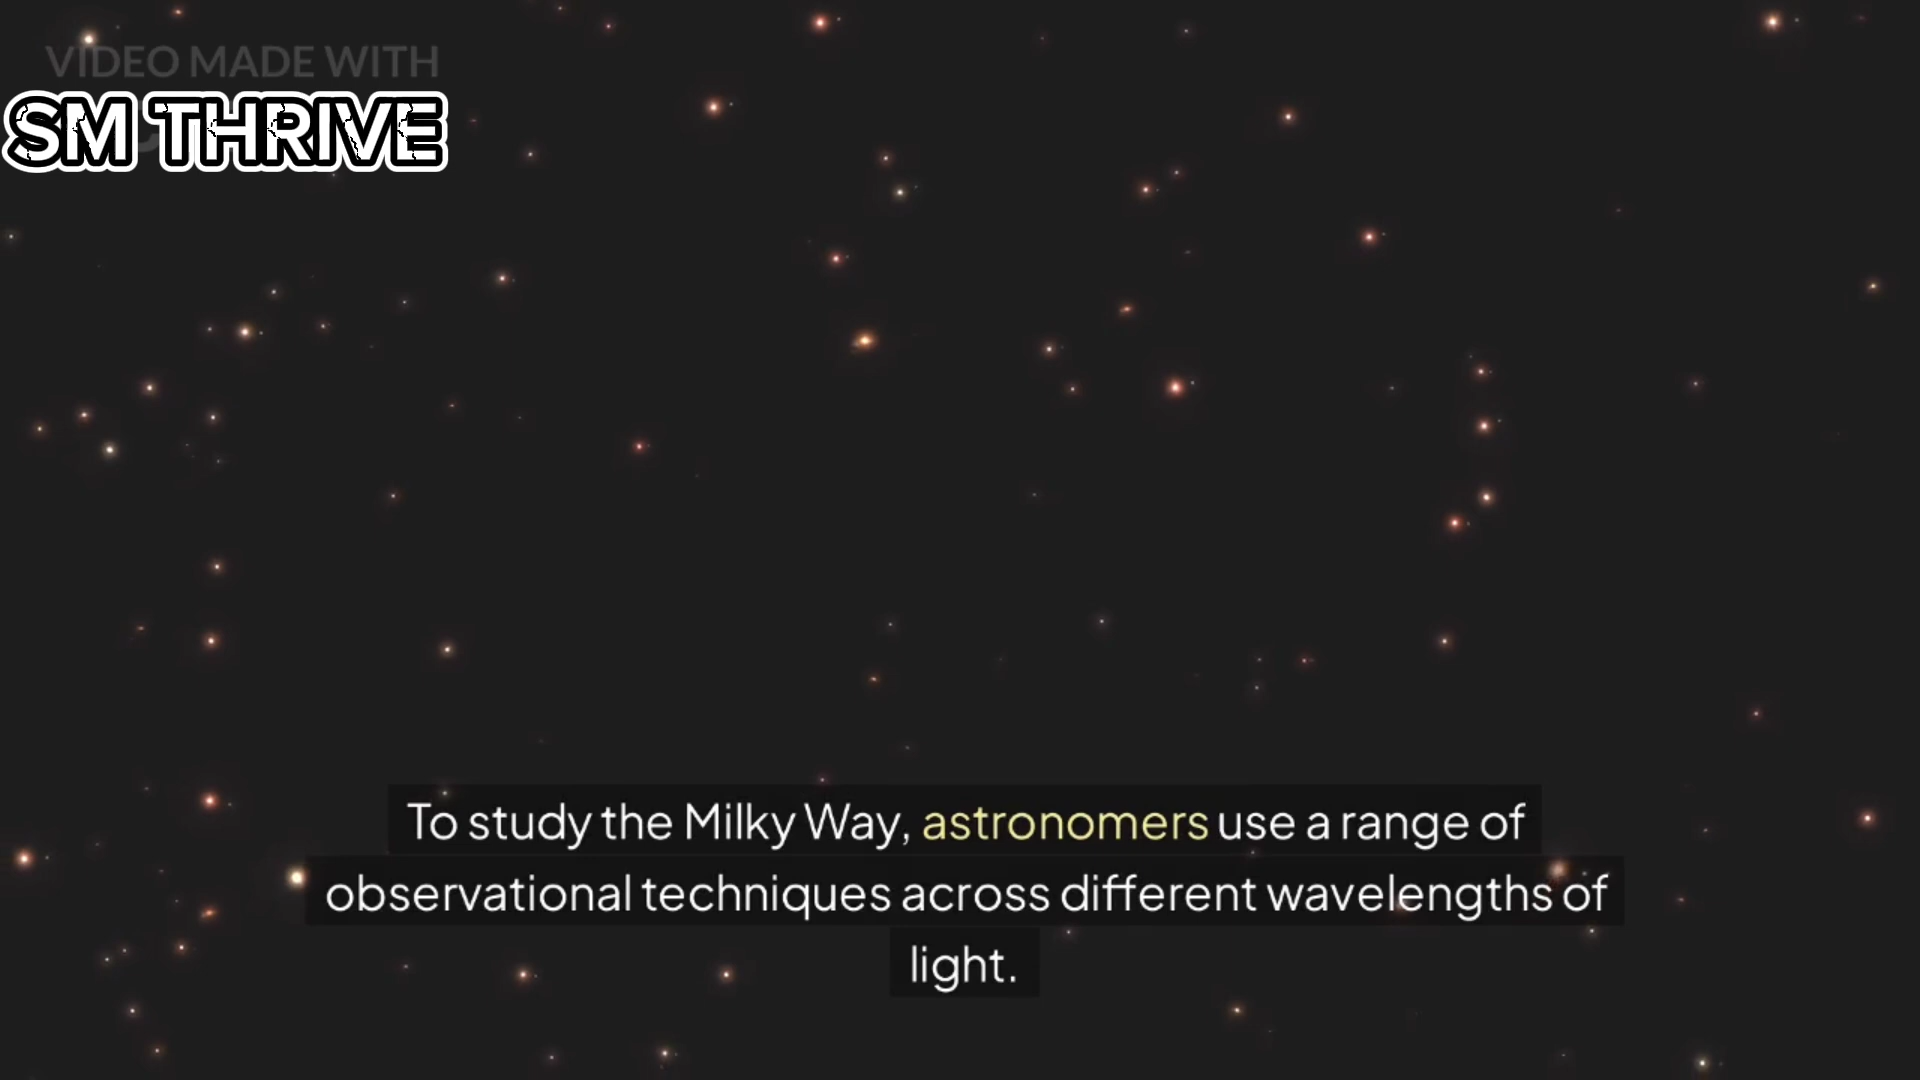 VIDEO MADE WITH
SM THRIVE
To study the Milky Way, astronomers use a range of
observational techniques across different wavelengths of
light.